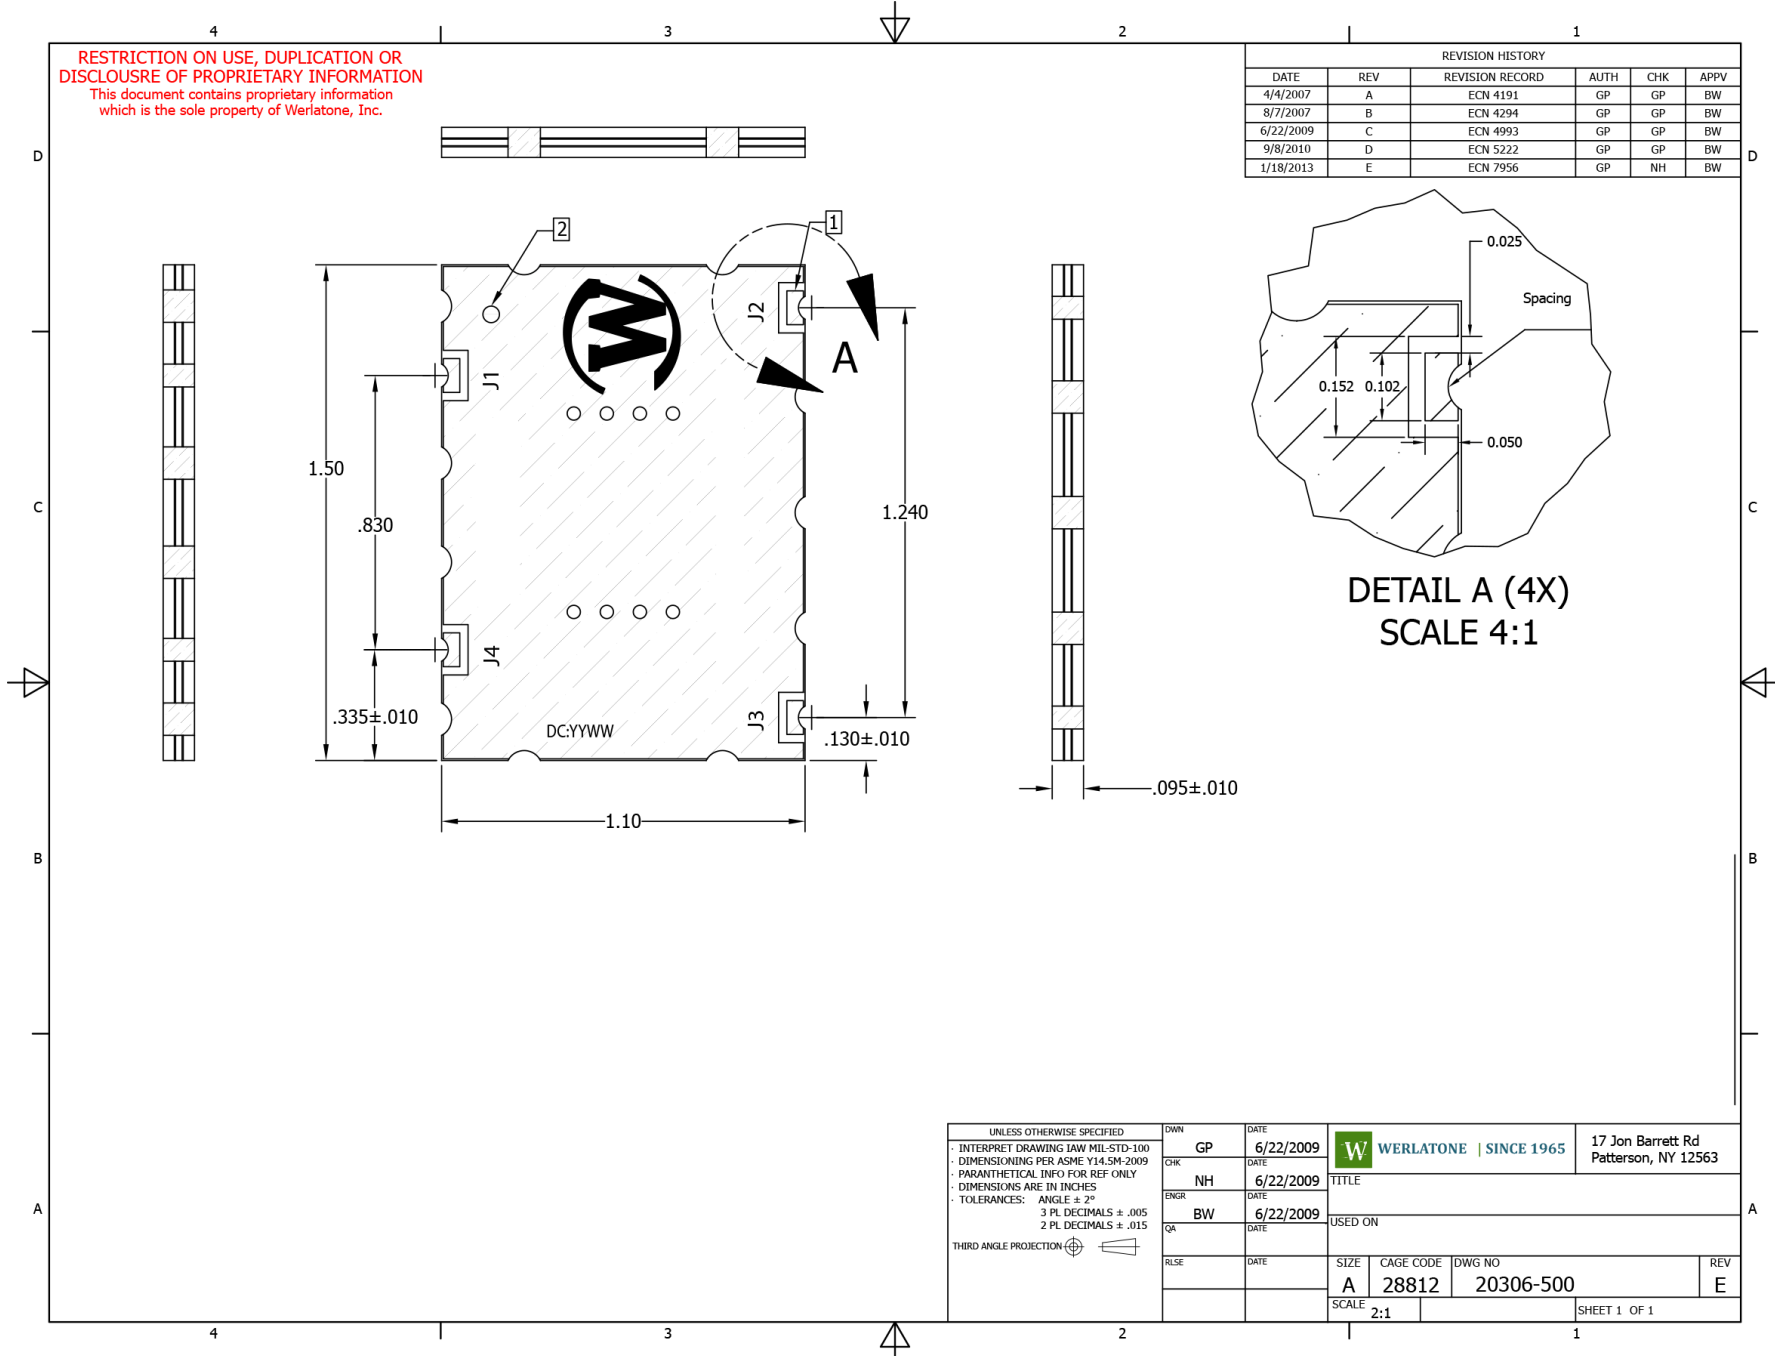 4
3
2
1
RESTRICTION ON USE, DUPLICATION OR
DISCLOUSRE OF PROPRIETARY INFORMATION
This document contains proprietary information
which is the sole property of Werlatone, Inc.
REVISION HISTORY
DATE REV REVISION RECORD AUTH CHK APPV
4/4/2007 A ECN 4191 GP GP BW
8/7/2007 B ECN 4294 GP GP BW
6/22/2009 C ECN 4993 GP GP BW
9/8/2010 D ECN 5222 GP GP BW
1/18/2013 E ECN 7956 GP NH BW
D
D
2
1
W
J2
J1
A
1.50
.830
1.240
J4
J3
.335±.010
DC:YYWW
.130±.010
.095±.010
1.10
0.025
Spacing
0.152
0.102
0.050
DETAIL A (4X)
SCALE 4:1
C
C
B
B
A
A
UNLESS OTHERWISE SPECIFIED
· INTERPRET DRAWING IAW MIL-STD-100
· DIMENSIONING PER ASME Y14.5M-2009
· PARANTHETICAL INFO FOR REF ONLY
· DIMENSIONS ARE IN INCHES
· TOLERANCES: ANGLE ± 2°
3 PL DECIMALS ± .005
2 PL DECIMALS ± .015
THIRD ANGLE PROJECTION
DWN DATE
GP 6/22/2009
CHK DATE
NH 6/22/2009
ENGR DATE
BW 6/22/2009
QA DATE
RLSE DATE
W WERLATONE | SINCE 1965
17 Jon Barrett Rd
Patterson, NY 12563
TITLE
USED ON
SIZE CAGE CODE DWG NO REV
A 28812 20306-500 E
SCALE 2:1 SHEET 1 OF 1
4
3
2
1